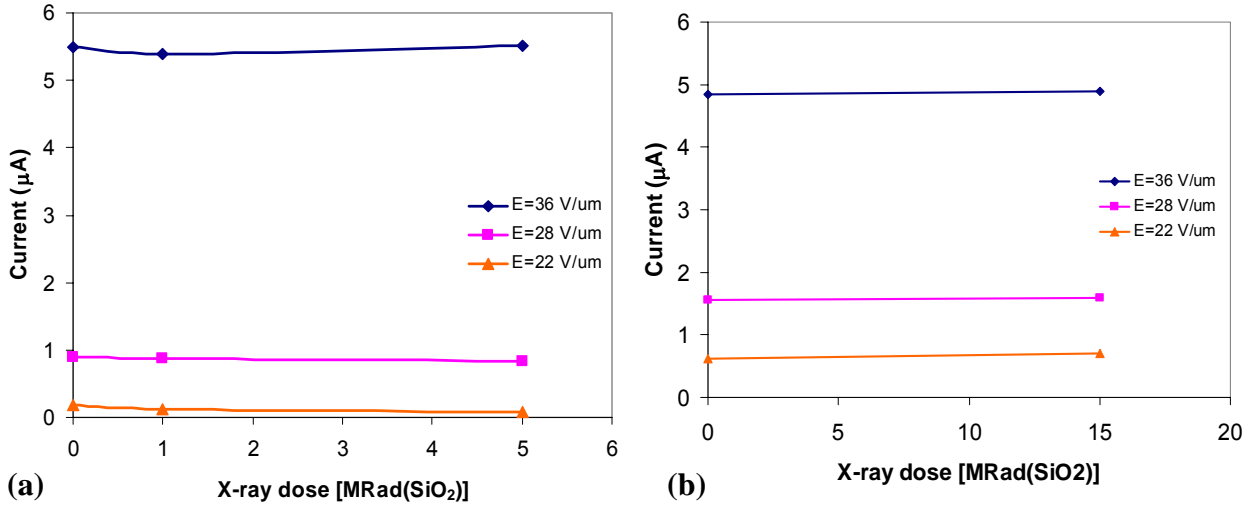 6
5
4
3
2
1
0
0 1 2 3 4 5 6
Current (µA)
X-ray dose [MRad(SiO₂)]
E=36 V/um
E=28 V/um
E=22 V/um
(a)
6
5
4
3
2
1
0
0 5 10 15 20
Current (µA)
X-ray dose [MRad(SiO2)]
E=36 V/um
E=28 V/um
E=22 V/um
(b)